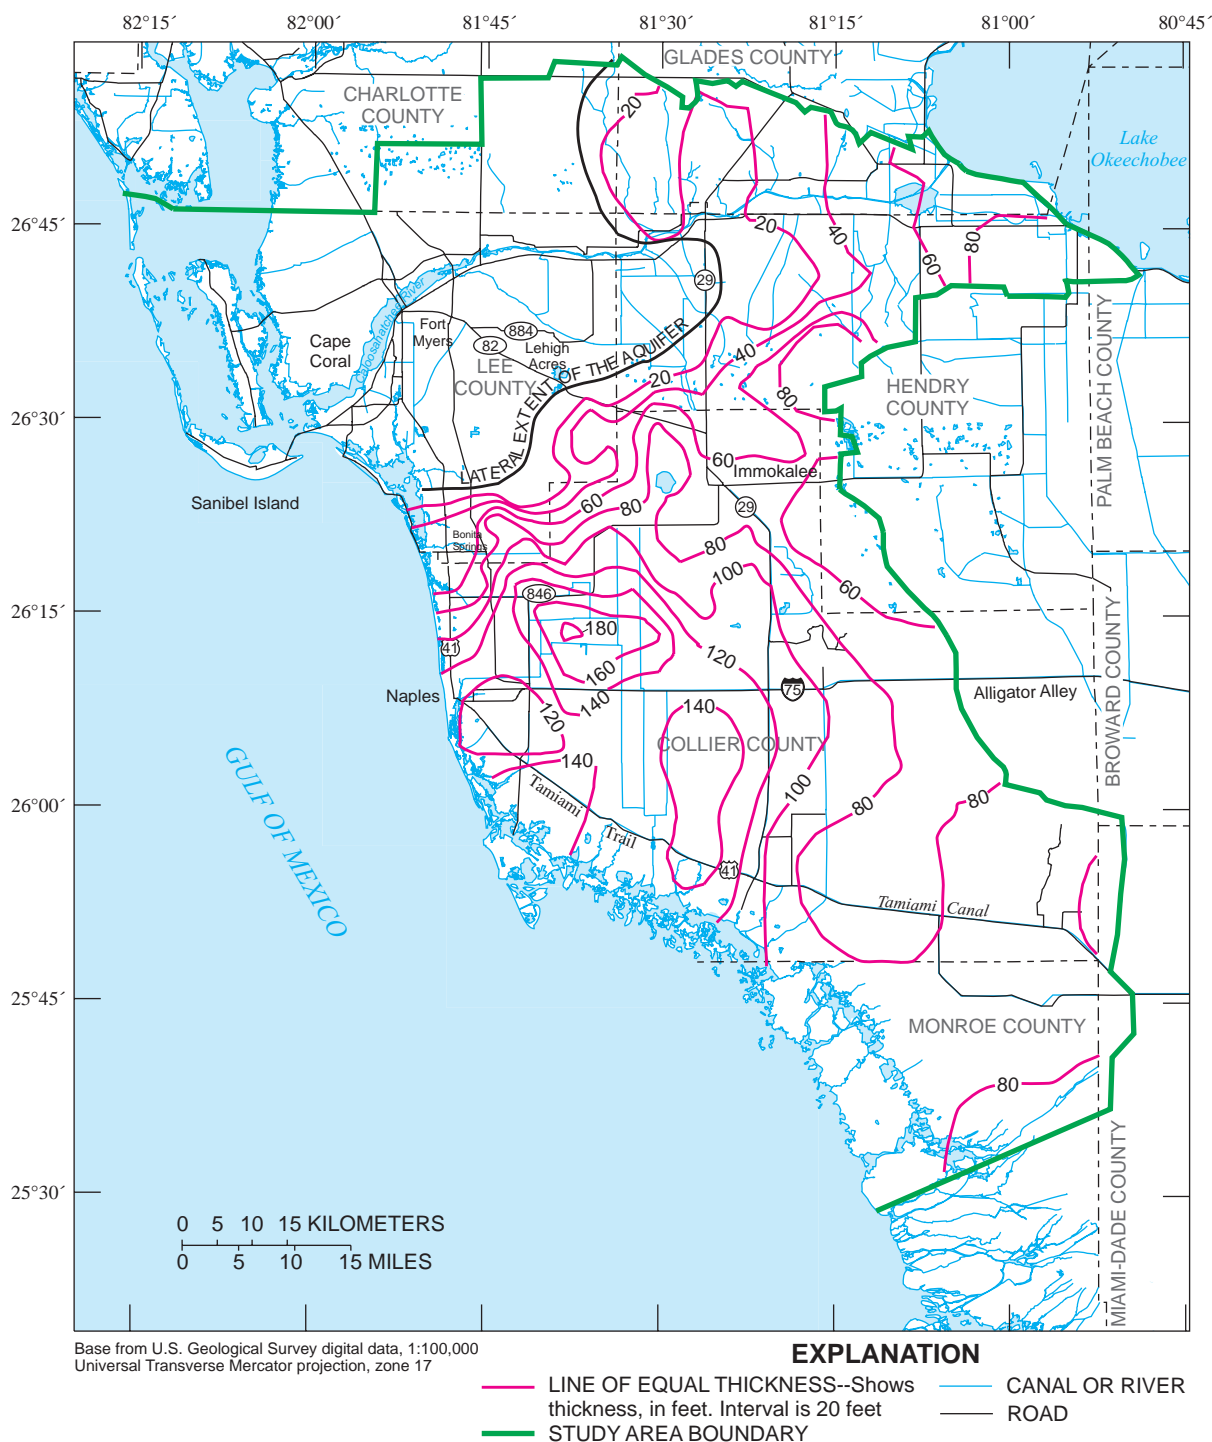 82°15´ 82°00´ 81°45´ 81°30´ 81°15´ 81°00´ 80°45´
GLADES COUNTY
CHARLOTTE
COUNTY
20
Lake
Okeechobee
26°45´
20
40
60
80
29
Caloosahatchee River
Fort
Myers
884
82
Lehigh
Acres
Cape
Coral
LEE
COUNTY
LATERAL EXTENT OF THE AQUIFER
20
40
80
HENDRY
COUNTY
PALM BEACH COUNTY
26°30´
60
Immokalee
Sanibel Island
60
80
29
Bonita
Springs
80
100
60
26°15´
846
180
41
120
160
BROWARD COUNTY
Naples
75
Alligator Alley
120
140
140
COLLIER COUNTY
140
GULF OF MEXICO
Tamiami
Trail
100
80
80
26°00´
41
Tamiami Canal
25°45´
MONROE COUNTY
80
MIAMI-DADE COUNTY
25°30´
0 5 10 15 KILOMETERS
0 5 10 15 MILES
Base from U.S. Geological Survey digital data, 1:100,000
Universal Transverse Mercator projection, zone 17
EXPLANATION
LINE OF EQUAL THICKNESS--Shows
thickness, in feet. Interval is 20 feet
STUDY AREA BOUNDARY
CANAL OR RIVER
ROAD